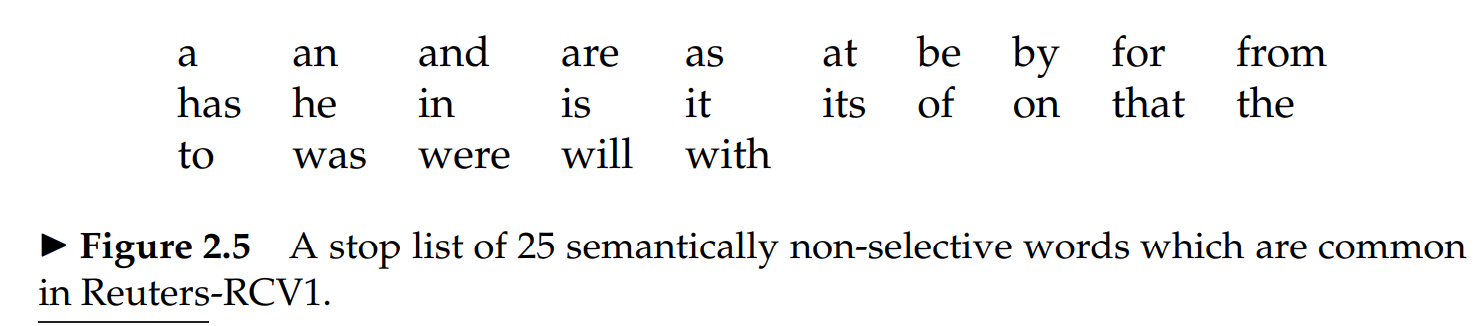 a an and are as at be by for from
has he in is it its of on that the
to was were will with
► Figure 2.5 A stop list of 25 semantically non-selective words which are common
in Reuters-RCV1.